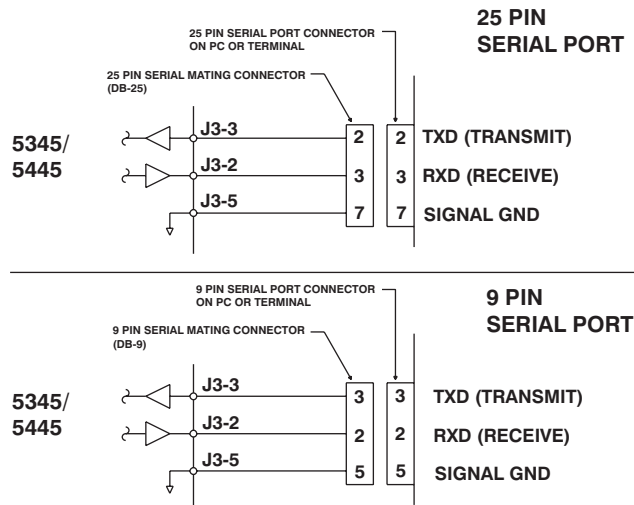 25 PIN
SERIAL PORT
25 PIN SERIAL PORT CONNECTOR
ON PC OR TERMINAL
25 PIN SERIAL MATING CONNECTOR
(DB-25)
5345/
5445
J3-3
2
2
TXD (TRANSMIT)
J3-2
3
3
RXD (RECEIVE)
J3-5
7
7
SIGNAL GND
9 PIN
SERIAL PORT
9 PIN SERIAL PORT CONNECTOR
ON PC OR TERMINAL
9 PIN SERIAL MATING CONNECTOR
(DB-9)
5345/
5445
J3-3
3
3
TXD (TRANSMIT)
J3-2
2
2
RXD (RECEIVE)
J3-5
5
5
SIGNAL GND